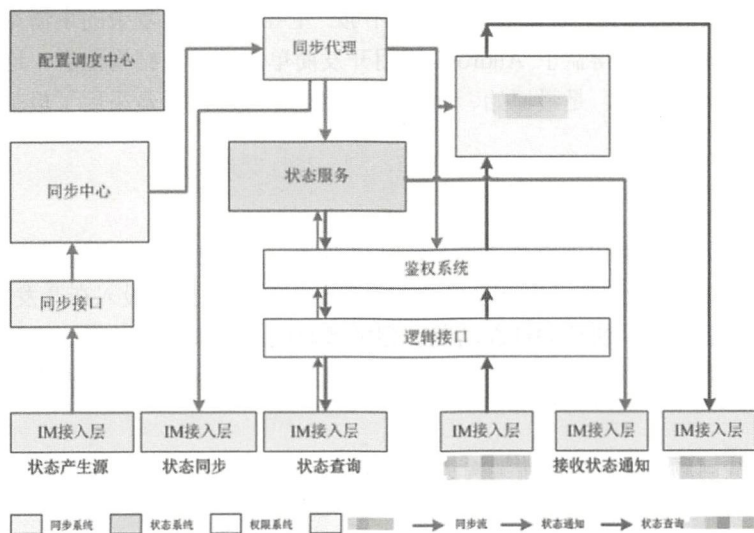 配置调度中心
同步代理
同步中心
状态服务
鉴权系统
同步接口
逻辑接口
IM接入层
IM接入层
IM接入层
IM接入层
IM接入层
IM接入层
状态产生源
状态同步
状态查询
接收状态通知
同步系统
状态系统
权限系统
同步流
状态通知
状态查询